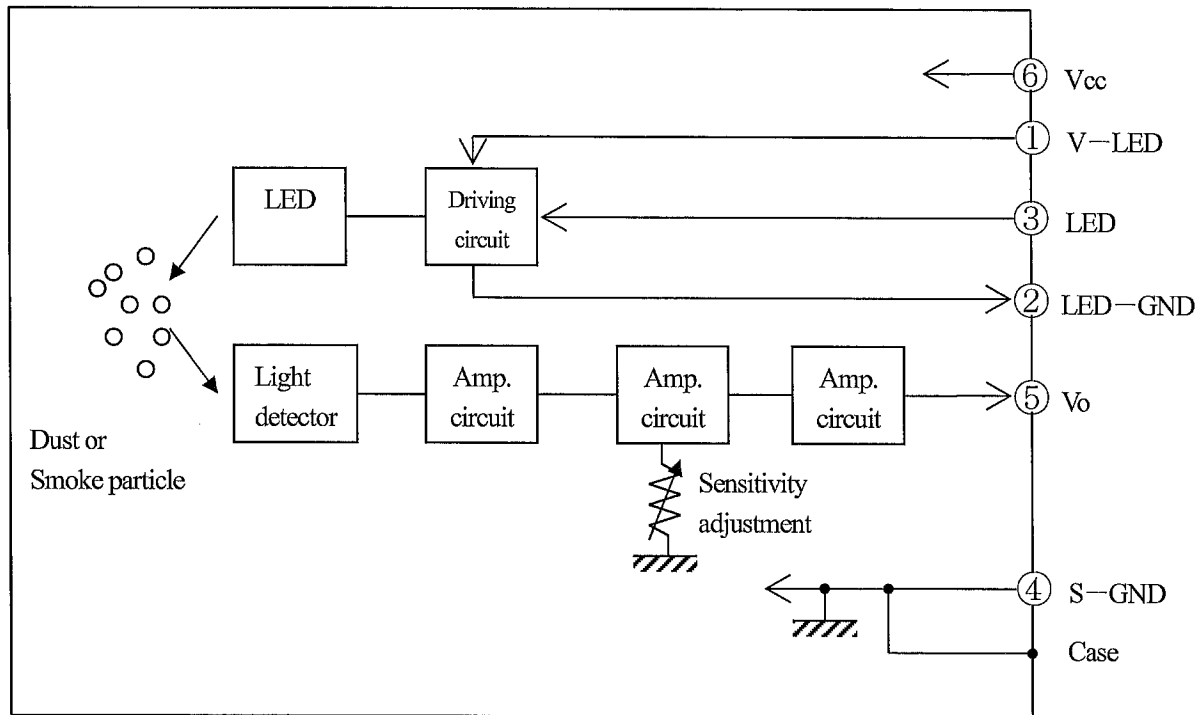 ⑥ Vcc
① V－LED
LED
Driving
circuit
③ LED
② LED－GND
Light
detector
Amp.
circuit
Amp.
circuit
Amp.
circuit
⑤ Vo
Dust or
Smoke particle
Sensitivity
adjustment
④ S－GND
Case